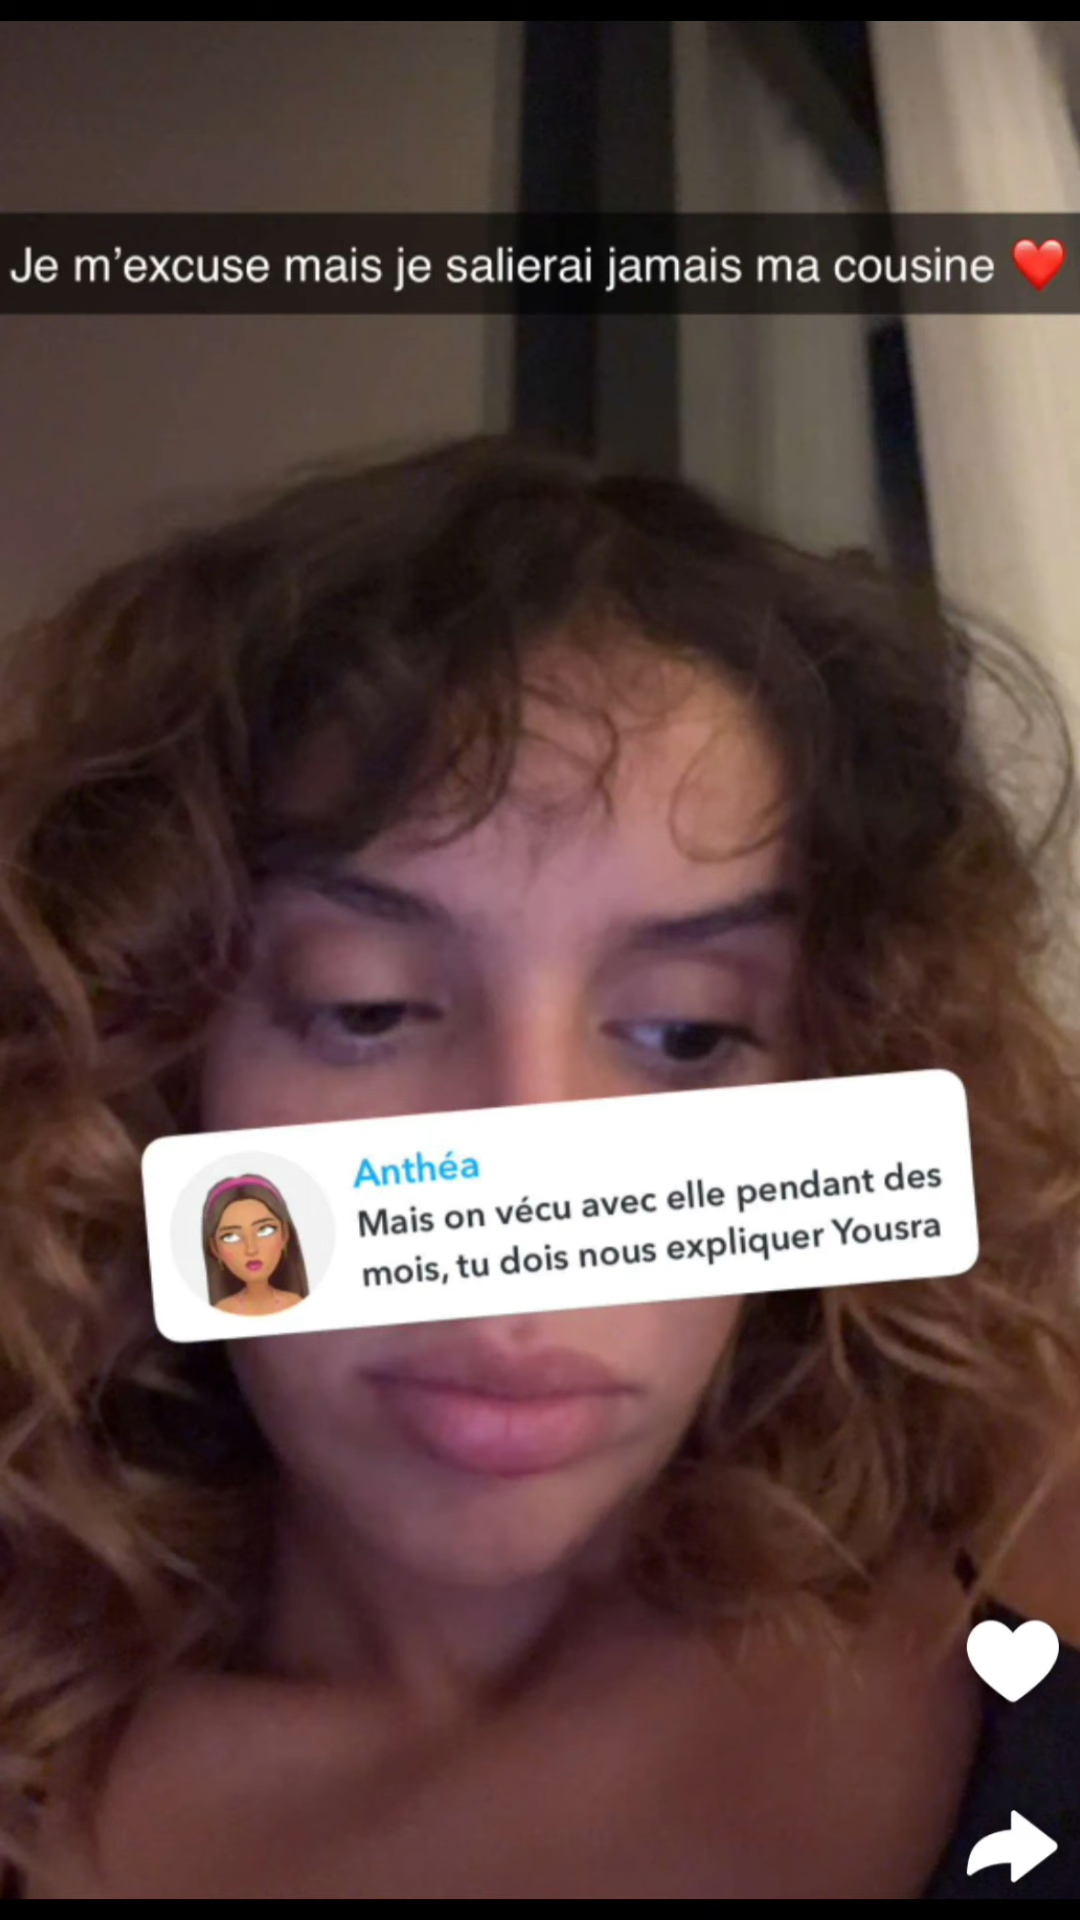 Je m’excuse mais je salierai jamais ma cousine ❤️
Anthéa
Mais on vécu avec elle pendant des
mois, tu dois nous expliquer Yousra